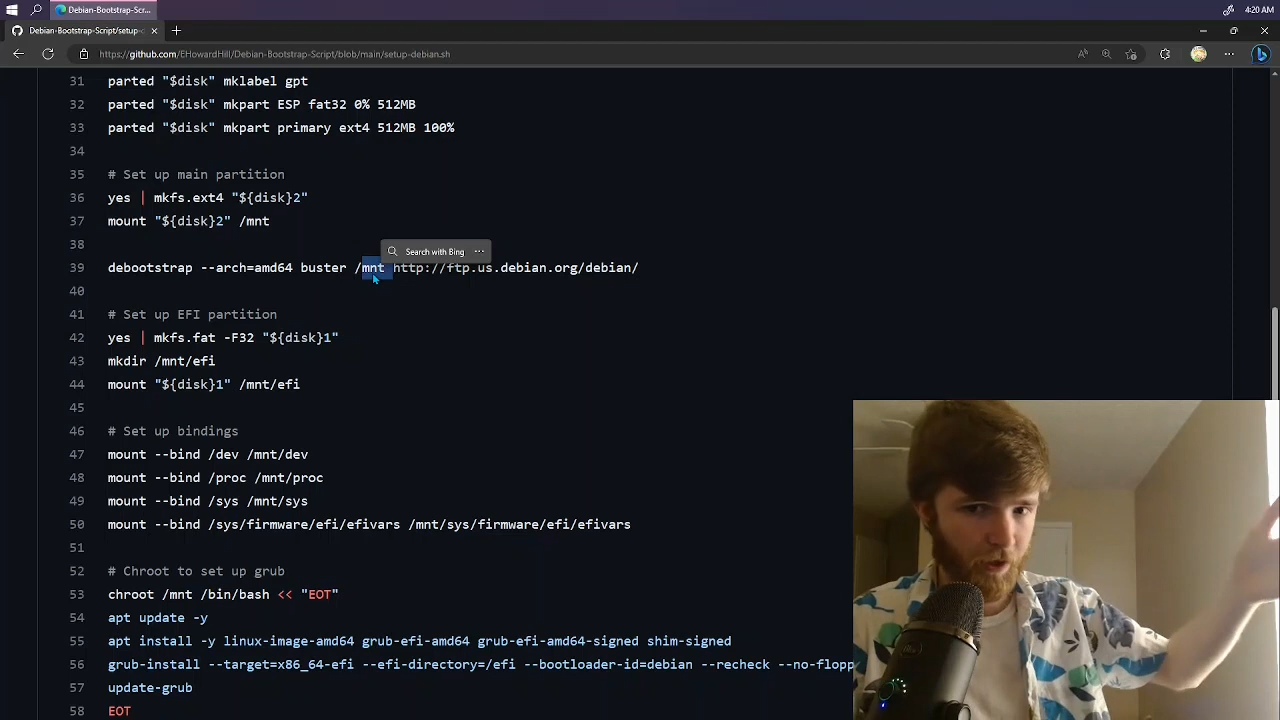 Debian-Bootstrap-Scr...
4:20 AM
Debian-Bootstrap-Script/setup-d
https://github.com/EHowardHill/Debian-Bootstrap-Script/blob/main/setup-debian.sh
31 parted "$disk" mklabel gpt
32 parted "$disk" mkpart ESP fat32 0% 512MB
33 parted "$disk" mkpart primary ext4 512MB 100%
34
35 # Set up main partition
36 yes | mkfs.ext4 "${disk}2"
37 mount "${disk}2" /mnt
38
Search with Bing ...
39 debootstrap --arch=amd64 buster /mnt http://ftp.us.debian.org/debian/
40
41 # Set up EFI partition
42 yes | mkfs.fat -F32 "${disk}1"
43 mkdir /mnt/efi
44 mount "${disk}1" /mnt/efi
45
46 # Set up bindings
47 mount --bind /dev /mnt/dev
48 mount --bind /proc /mnt/proc
49 mount --bind /sys /mnt/sys
50 mount --bind /sys/firmware/efi/efivars /mnt/sys/firmware/efi/efivars
51
52 # Chroot to set up grub
53 chroot /mnt /bin/bash << "EOT"
54 apt update -y
55 apt install -y linux-image-amd64 grub-efi-amd64 grub-efi-amd64-signed shim-signed
56 grub-install --target=x86_64-efi --efi-directory=/efi --bootloader-id=debian --recheck --no-flopp
57 update-grub
58 EOT